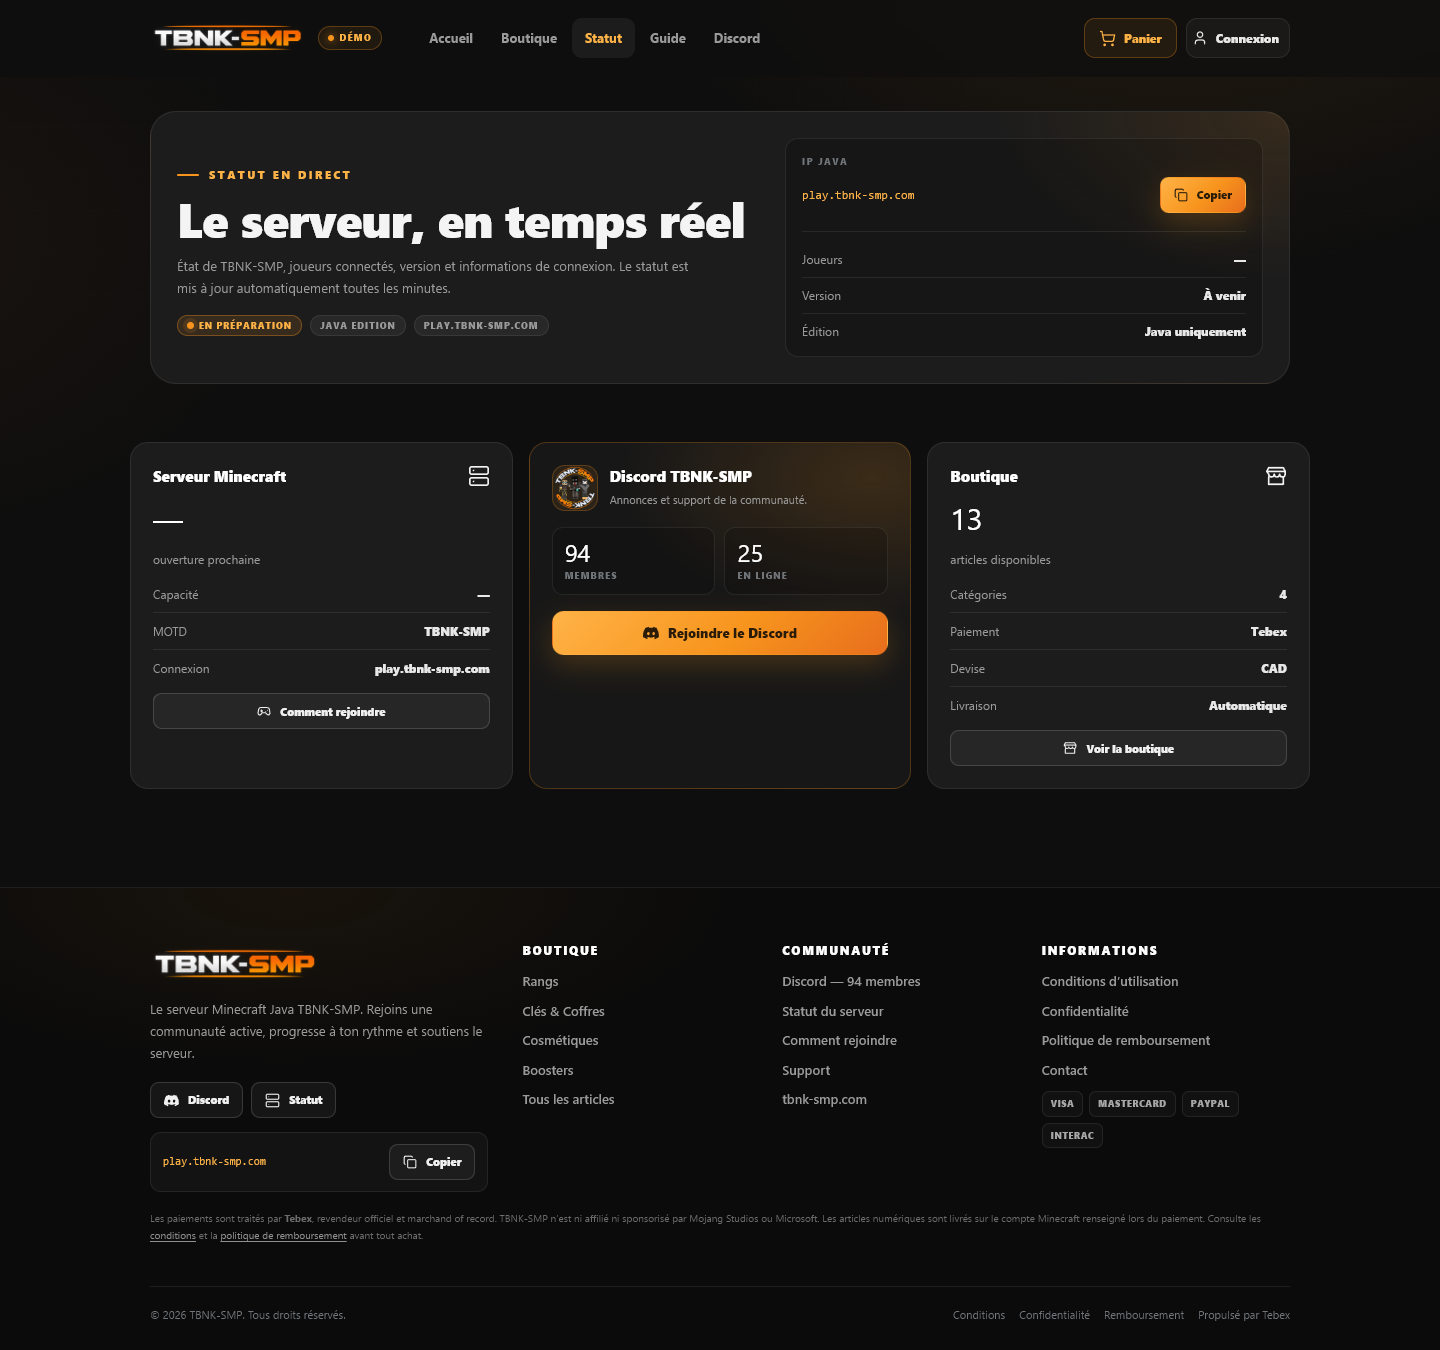 TBNK-SMP
DÉMO
Accueil
Boutique
Statut
Guide
Discord
Panier
Connexion
STATUT EN DIRECT
Le serveur, en temps réel
État de TBNK-SMP, joueurs connectés, version et informations de connexion. Le statut est
mis à jour automatiquement toutes les minutes.
EN PRÉPARATION
JAVA EDITION
PLAY.TBNK-SMP.COM
IP JAVA
play.tbnk-smp.com
Copier
Joueurs —
Version À venir
Édition Java uniquement
Serveur Minecraft
—
ouverture prochaine
Capacité —
MOTD TBNK-SMP
Connexion play.tbnk-smp.com
Comment rejoindre
Discord TBNK-SMP
Annonces et support de la communauté.
94
MEMBRES
25
EN LIGNE
Rejoindre le Discord
Boutique
13
articles disponibles
Catégories 4
Paiement Tebex
Devise CAD
Livraison Automatique
Voir la boutique
TBNK-SMP
Le serveur Minecraft Java TBNK-SMP. Rejoins une
communauté active, progresse à ton rythme et soutiens le
serveur.
Discord
Statut
play.tbnk-smp.com
Copier
BOUTIQUE
Rangs
Clés & Coffres
Cosmétiques
Boosters
Tous les articles
COMMUNAUTÉ
Discord — 94 membres
Statut du serveur
Comment rejoindre
Support
tbnk-smp.com
INFORMATIONS
Conditions d'utilisation
Confidentialité
Politique de remboursement
Contact
VISA
MASTERCARD
PAYPAL
INTERAC
Les paiements sont traités par Tebex, revendeur officiel et marchand of record. TBNK-SMP n'est ni affilié ni sponsorisé par Mojang Studios ou Microsoft. Les articles numériques sont livrés sur le compte Minecraft renseigné lors du paiement. Consulte les
conditions et la politique de remboursement avant tout achat.
© 2026 TBNK-SMP. Tous droits réservés.
Conditions
Confidentialité
Remboursement
Propulsé par Tebex